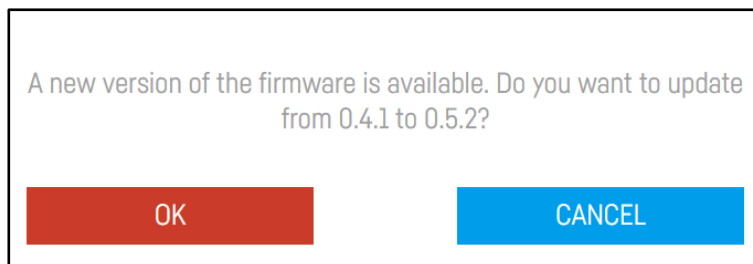 A new version of the firmware is available. Do you want to update
from 0.4.1 to 0.5.2?
OK
CANCEL